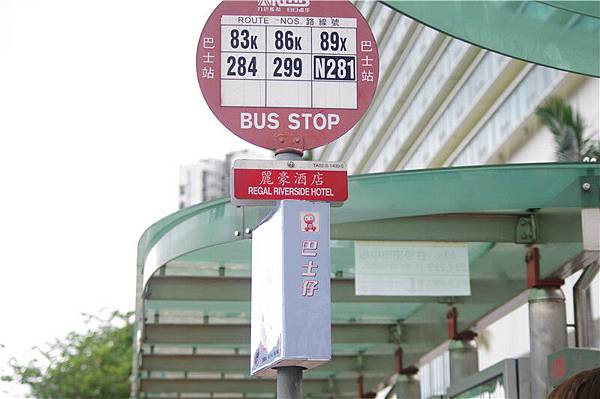 ROUTE NOS. 路線號
83K 86K 89X
284 299 N281
巴士站
巴士站
BUS STOP
麗豪酒店
REGAL RIVERSIDE HOTEL
巴士仔